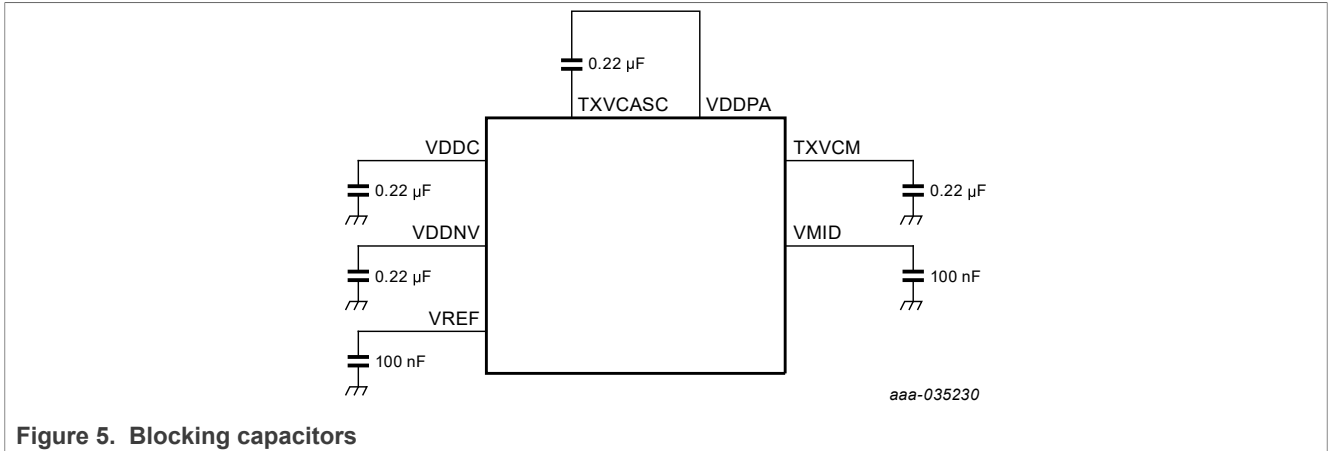 0.22 µF
TXVCASC
VDDPA
VDDC
TXVCM
0.22 µF
0.22 µF
VDDNV
VMID
0.22 µF
100 nF
VREF
100 nF
aaa-035230
Figure 5. Blocking capacitors